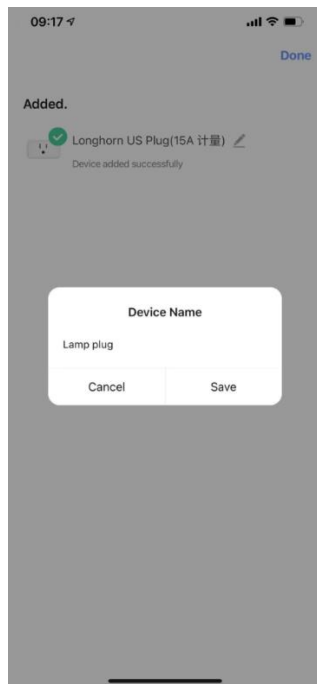 09:17
Done
Added.
Longhorn US Plug(15A 计量)
Device added successfully
Device Name
Lamp plug
Cancel
Save